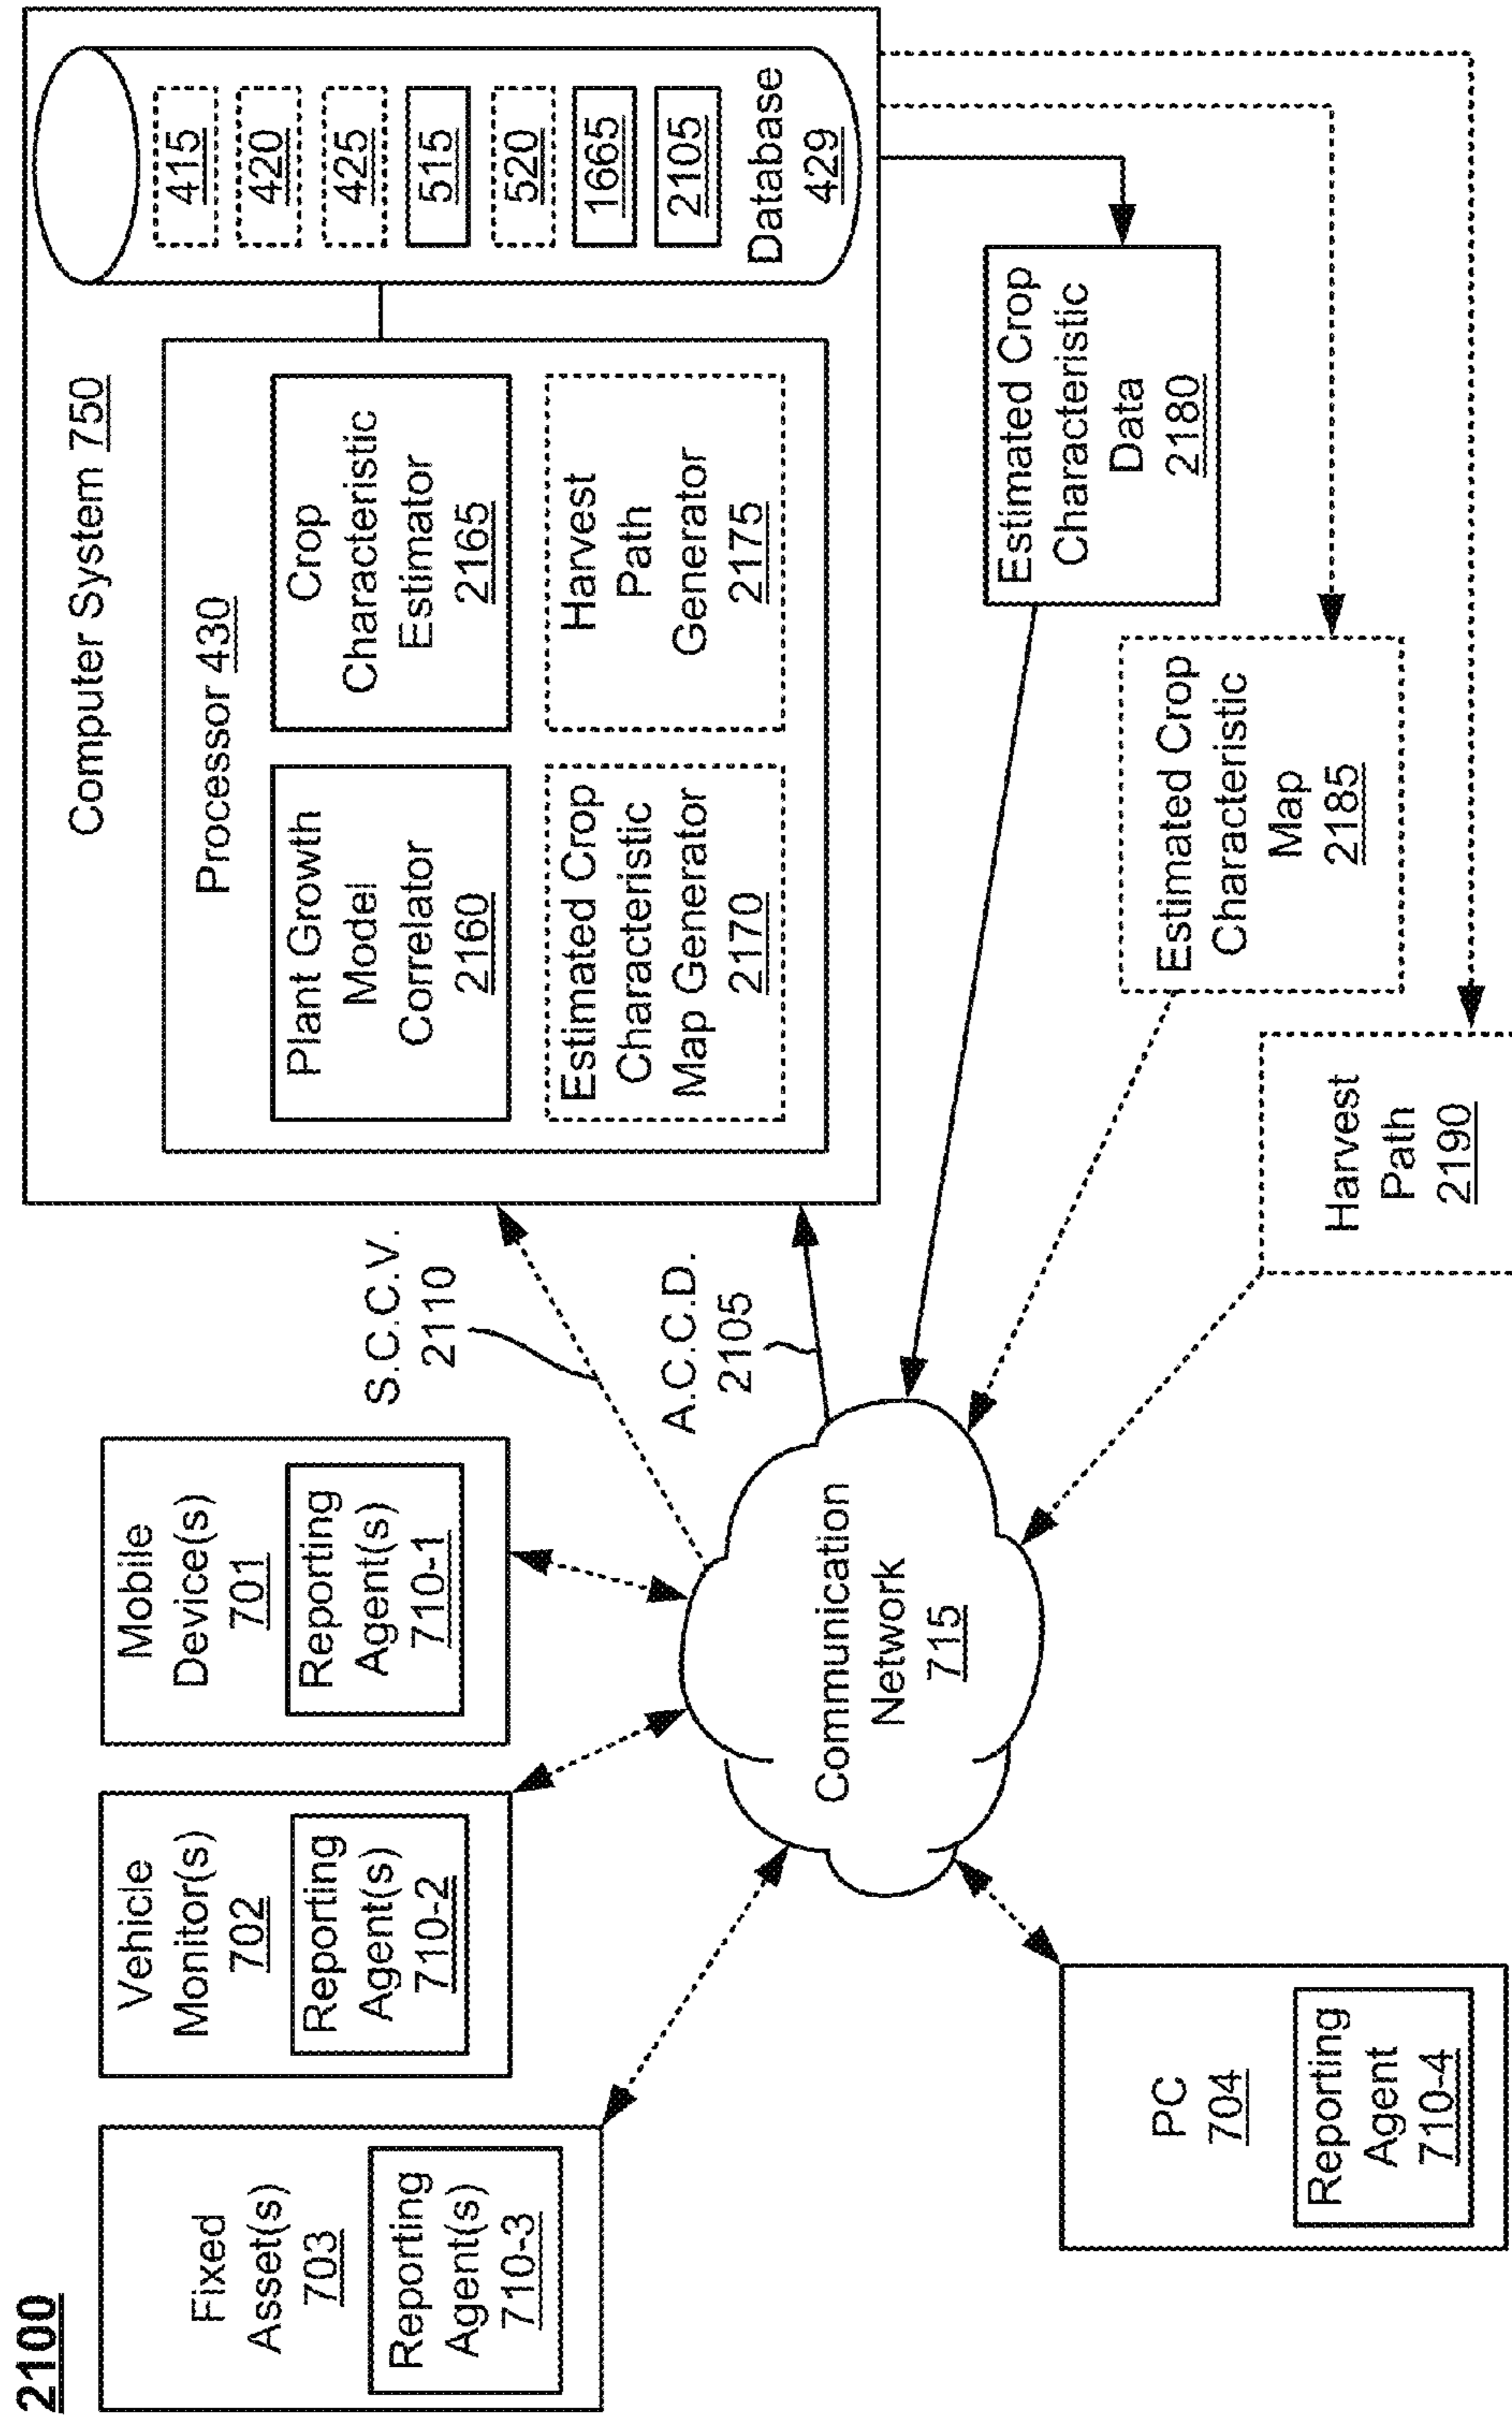 2100
Fixed
Asset(s)
703
Reporting
Agent(s)
710-3
Vehicle
Monitor(s)
702
Reporting
Agent(s)
710-2
Mobile
Device(s)
701
Reporting
Agent(s)
710-1
PC
704
Reporting
Agent
710-4
Communication
Network
715
S.C.C.V.
2110
A.C.C.D.
2105
Computer System 750
Processor 430
Plant Growth
Model
Correlator
2160
Crop
Characteristic
Estimator
2165
Estimated Crop
Characteristic
Map Generator
2170
Harvest
Path
Generator
2175
415
420
425
515
520
1665
2105
Database
429
Estimated Crop
Characteristic
Data
2180
Estimated Crop
Characteristic
Map
2185
Harvest
Path
2190